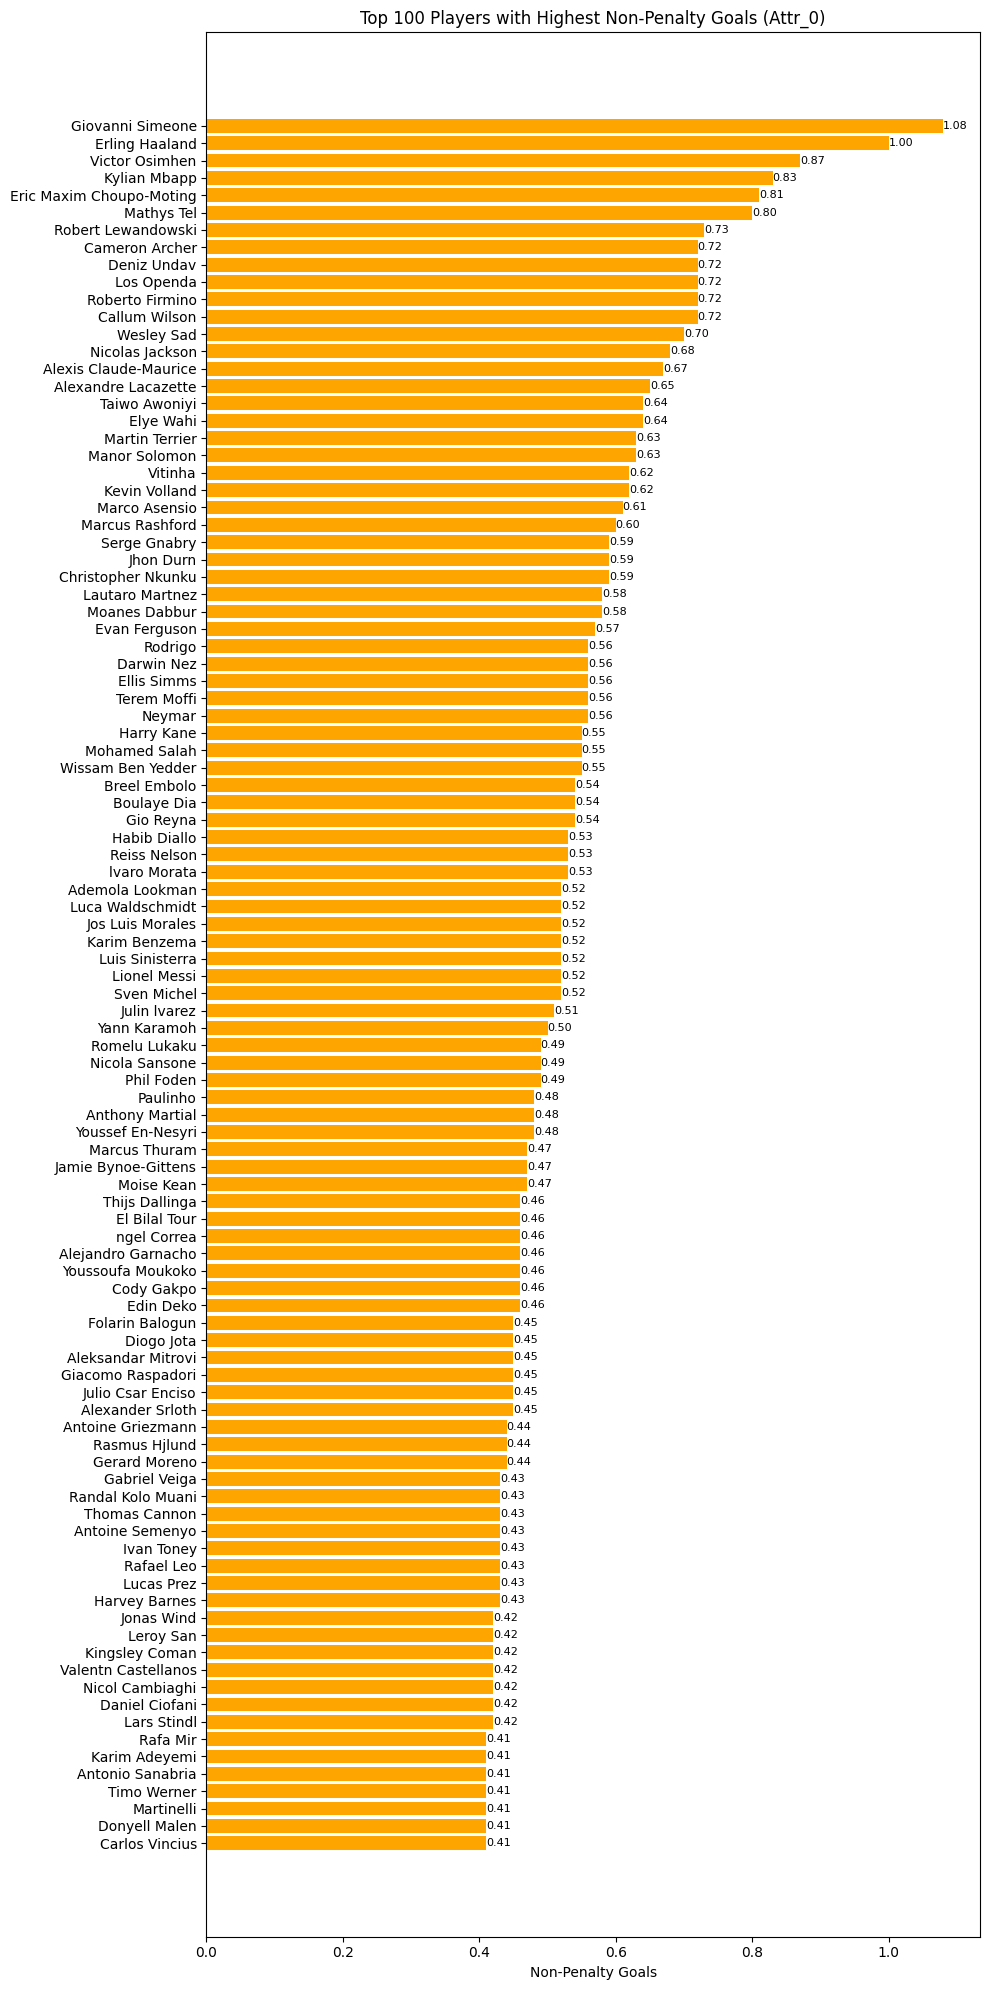 Top 100 Players with Highest Non-Penalty Goals (Attr_0)
Giovanni Simeone 1.08
Erling Haaland 1.00
Victor Osimhen 0.87
Kylian Mbapp 0.83
Eric Maxim Choupo-Moting 0.81
Mathys Tel 0.80
Robert Lewandowski 0.73
Cameron Archer 0.72
Deniz Undav 0.72
Los Openda 0.72
Roberto Firmino 0.72
Callum Wilson 0.72
Wesley Sad 0.70
Nicolas Jackson 0.68
Alexis Claude-Maurice 0.67
Alexandre Lacazette 0.65
Taiwo Awoniyi 0.64
Elye Wahi 0.64
Martin Terrier 0.63
Manor Solomon 0.63
Vitinha 0.62
Kevin Volland 0.62
Marco Asensio 0.61
Marcus Rashford 0.60
Serge Gnabry 0.59
Jhon Durn 0.59
Christopher Nkunku 0.59
Lautaro Martnez 0.58
Moanes Dabbur 0.58
Evan Ferguson 0.57
Rodrigo 0.56
Darwin Nez 0.56
Ellis Simms 0.56
Terem Moffi 0.56
Neymar 0.56
Harry Kane 0.55
Mohamed Salah 0.55
Wissam Ben Yedder 0.55
Breel Embolo 0.54
Boulaye Dia 0.54
Gio Reyna 0.54
Habib Diallo 0.53
Reiss Nelson 0.53
lvaro Morata 0.53
Ademola Lookman 0.52
Luca Waldschmidt 0.52
Jos Luis Morales 0.52
Karim Benzema 0.52
Luis Sinisterra 0.52
Lionel Messi 0.52
Sven Michel 0.52
Julin lvarez 0.51
Yann Karamoh 0.50
Romelu Lukaku 0.49
Nicola Sansone 0.49
Phil Foden 0.49
Paulinho 0.48
Anthony Martial 0.48
Youssef En-Nesyri 0.48
Marcus Thuram 0.47
Jamie Bynoe-Gittens 0.47
Moise Kean 0.47
Thijs Dallinga 0.46
El Bilal Tour 0.46
ngel Correa 0.46
Alejandro Garnacho 0.46
Youssoufa Moukoko 0.46
Cody Gakpo 0.46
Edin Deko 0.46
Folarin Balogun 0.45
Diogo Jota 0.45
Aleksandar Mitrovi 0.45
Giacomo Raspadori 0.45
Julio Csar Enciso 0.45
Alexander Srloth 0.45
Antoine Griezmann 0.44
Rasmus Hjlund 0.44
Gerard Moreno 0.44
Gabriel Veiga 0.43
Randal Kolo Muani 0.43
Thomas Cannon 0.43
Antoine Semenyo 0.43
Ivan Toney 0.43
Rafael Leo 0.43
Lucas Prez 0.43
Harvey Barnes 0.43
Jonas Wind 0.42
Leroy San 0.42
Kingsley Coman 0.42
Valentn Castellanos 0.42
Nicol Cambiaghi 0.42
Daniel Ciofani 0.42
Lars Stindl 0.42
Rafa Mir 0.41
Karim Adeyemi 0.41
Antonio Sanabria 0.41
Timo Werner 0.41
Martinelli 0.41
Donyell Malen 0.41
Carlos Vincius 0.41
0.0 0.2 0.4 0.6 0.8 1.0
Non-Penalty Goals